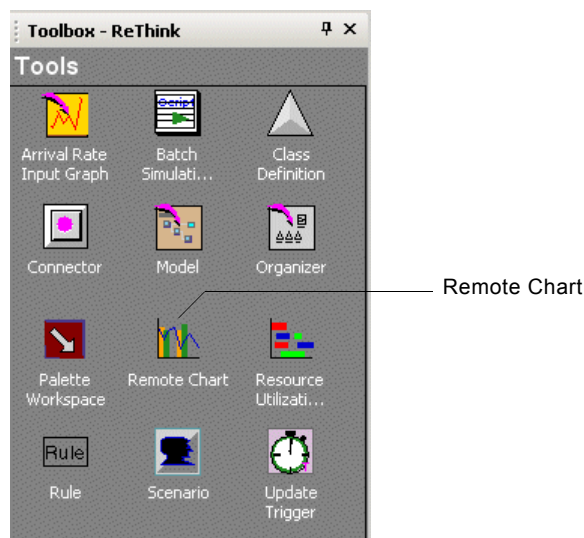 Toolbox - ReThink
Tools
Script
Arrival Rate
Input Graph
Batch
Simulati...
Class
Definition
Connector
Model
Organizer
Remote Chart
Palette
Workspace
Remote Chart
Resource
Utilizati...
Rule
Rule
Scenario
Update
Trigger